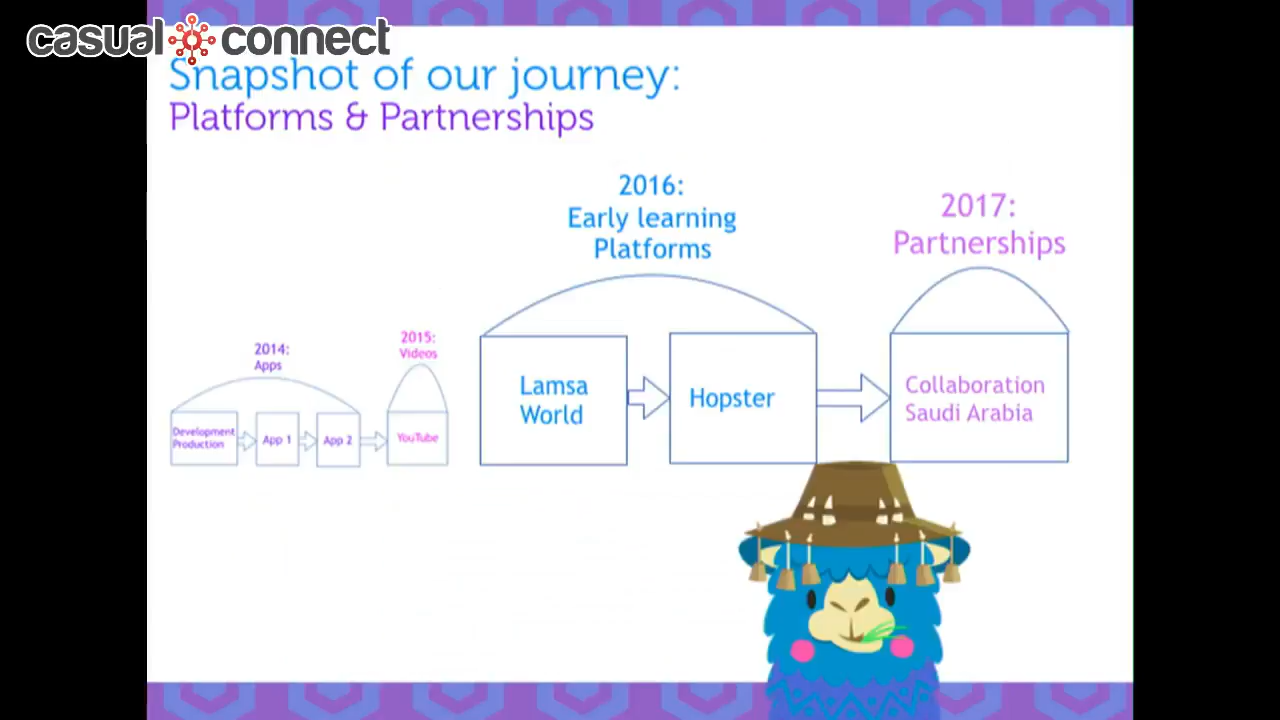 casual connect
Snapshot of our journey:
Platforms & Partnerships
2014:
Apps
Development
Production
App 1
App 2
2015:
Videos
YouTube
2016:
Early learning
Platforms
Lamsa
World
Hopster
2017:
Partnerships
Collaboration
Saudi Arabia